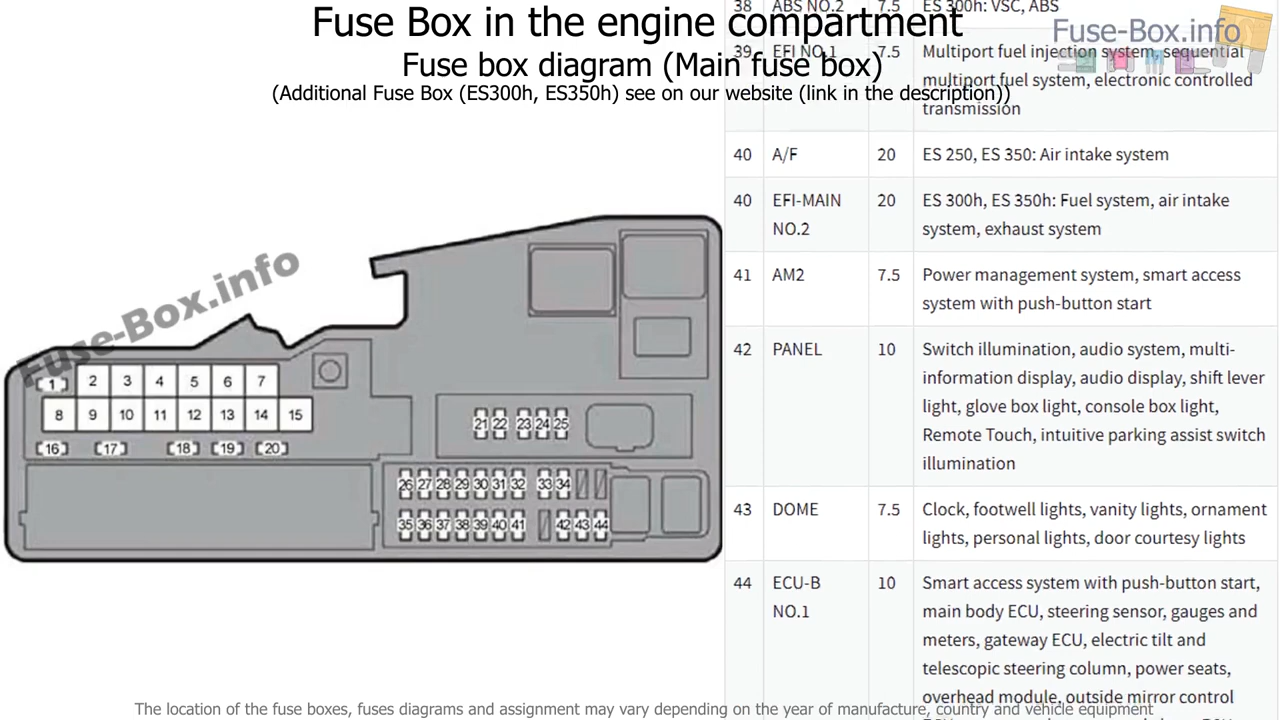 Fuse Box in the engine compartment
Fuse box diagram (Main fuse box)
(Additional Fuse Box (ES300h, ES350h) see on our website (link in the description))
Fuse-Box.info
38 ABS NO.2 7.5 ES 300h: VSC, ABS
39 EFI NO.1 7.5 Multiport fuel injection system, sequential
multiport fuel system, electronic controlled
transmission
40 A/F 20 ES 250, ES 350: Air intake system
40 EFI-MAIN 20 ES 300h, ES 350h: Fuel system, air intake
NO.2 system, exhaust system
41 AM2 7.5 Power management system, smart access
system with push-button start
42 PANEL 10 Switch illumination, audio system, multi-
information display, audio display, shift lever
light, glove box light, console box light,
Remote Touch, intuitive parking assist switch
illumination
43 DOME 7.5 Clock, footwell lights, vanity lights, ornament
lights, personal lights, door courtesy lights
44 ECU-B 10 Smart access system with push-button start,
NO.1 main body ECU, steering sensor, gauges and
meters, gateway ECU, electric tilt and
telescopic steering column, power seats,
overhead module, outside mirror control
Fuse-Box.info
1 2 3 4 5 6 7
8 9 10 11 12 13 14 15
16 17 18 19 20
21 22 23 24 25
26 27 28 29 30 31 32 33 34
35 36 37 38 39 40 41 42 43 44
The location of the fuse boxes, fuses diagrams and assignment may vary depending on the year of manufacture, country and vehicle equipment